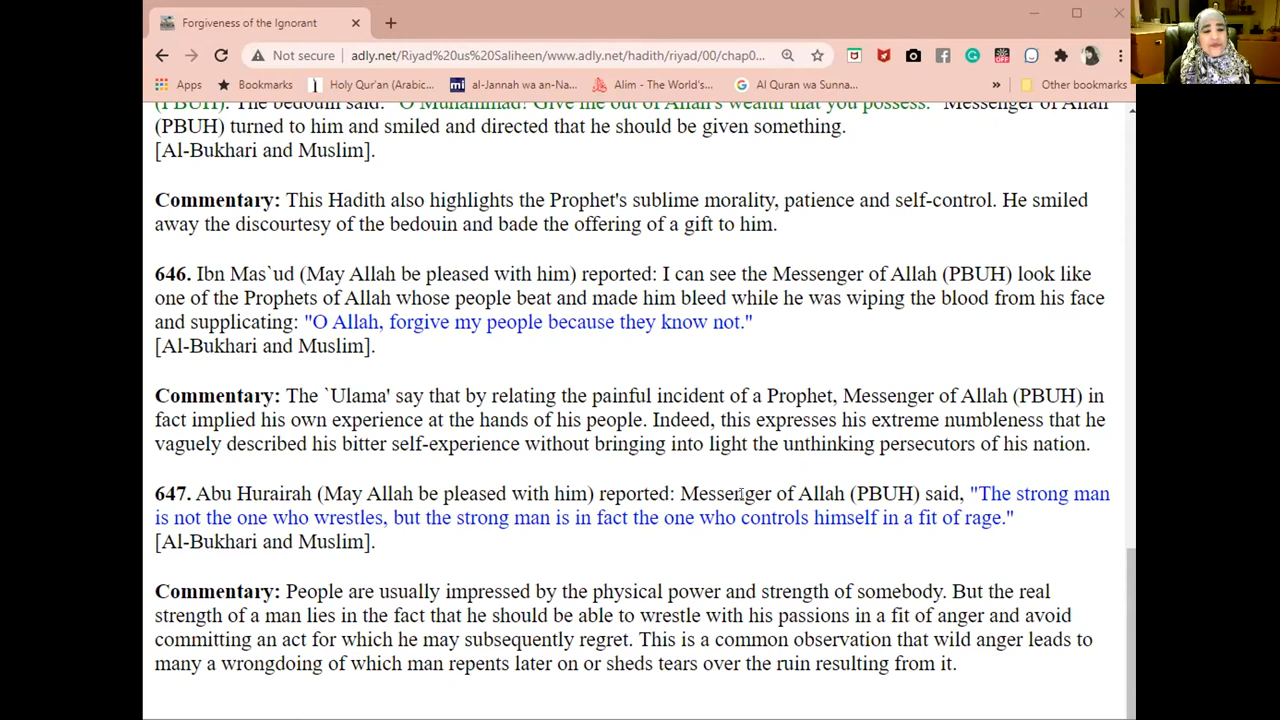 Forgiveness of the Ignorant
Not secure adly.net/Riyad%20us%20Saliheen/www.adly.net/hadith/riyad/00/chap0...
Apps Bookmarks Holy Qur'an (Arabic... mi al-Jannah wa an-Na... Alim - The World's... Al Quran wa Sunna... » Other bookmarks
(PBUH). The bedouin said: "O Muhammad! Give me out of Allah's wealth that you possess." Messenger of Allah
(PBUH) turned to him and smiled and directed that he should be given something.
[Al-Bukhari and Muslim].
Commentary: This Hadith also highlights the Prophet's sublime morality, patience and self-control. He smiled
away the discourtesy of the bedouin and bade the offering of a gift to him.
646. Ibn Mas`ud (May Allah be pleased with him) reported: I can see the Messenger of Allah (PBUH) look like
one of the Prophets of Allah whose people beat and made him bleed while he was wiping the blood from his face
and supplicating: "O Allah, forgive my people because they know not."
[Al-Bukhari and Muslim].
Commentary: The `Ulama' say that by relating the painful incident of a Prophet, Messenger of Allah (PBUH) in
fact implied his own experience at the hands of his people. Indeed, this expresses his extreme numbleness that he
vaguely described his bitter self-experience without bringing into light the unthinking persecutors of his nation.
647. Abu Hurairah (May Allah be pleased with him) reported: Messenger of Allah (PBUH) said, "The strong man
is not the one who wrestles, but the strong man is in fact the one who controls himself in a fit of rage."
[Al-Bukhari and Muslim].
Commentary: People are usually impressed by the physical power and strength of somebody. But the real
strength of a man lies in the fact that he should be able to wrestle with his passions in a fit of anger and avoid
committing an act for which he may subsequently regret. This is a common observation that wild anger leads to
many a wrongdoing of which man repents later on or sheds tears over the ruin resulting from it.